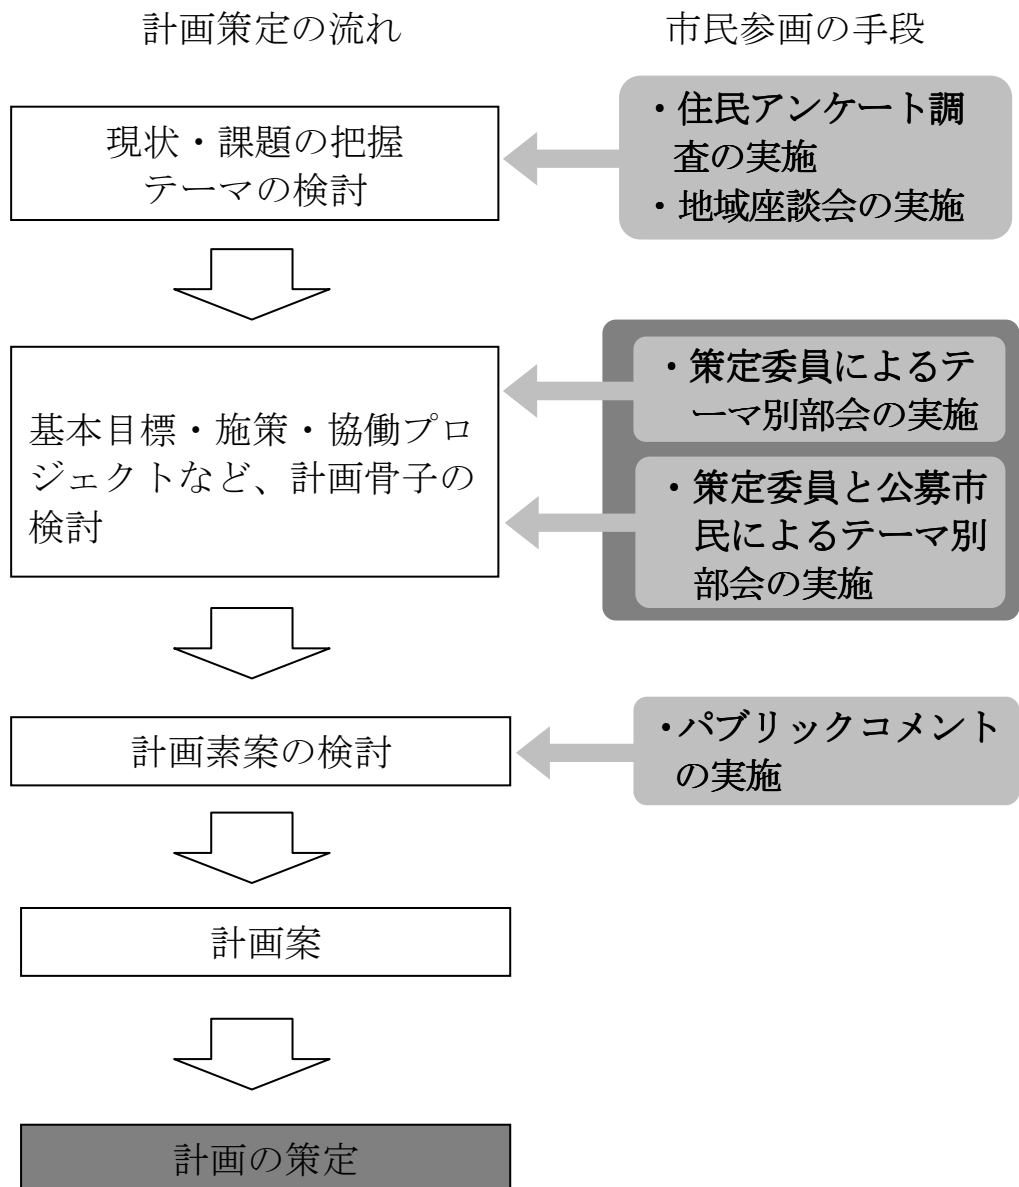 計画策定の流れ
市民参画の手段
現状・課題の把握
テーマの検討
・住民アンケート調
査の実施
・地域座談会の実施
基本目標・施策・協働プロ
ジェクトなど、計画骨子の
検討
・策定委員によるテ
ーマ別部会の実施
・策定委員と公募市
民によるテーマ別
部会の実施
計画素案の検討
・パブリックコメント
の実施
計画案
計画の策定